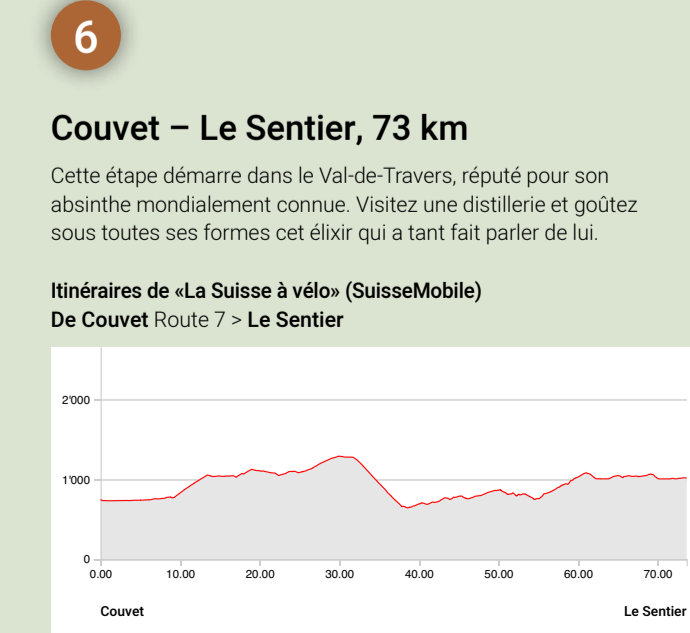 6
Couvet – Le Sentier, 73 km
Cette étape démarre dans le Val-de-Travers, réputé pour son
absinthe mondialement connue. Visitez une distillerie et goûtez
sous toutes ses formes cet élixir qui a tant fait parler de lui.
Itinéraires de «La Suisse à vélo» (SuisseMobile)
De Couvet Route 7 > Le Sentier
2'000
1'000
0
0.00 10.00 20.00 30.00 40.00 50.00 60.00 70.00
Couvet Le Sentier